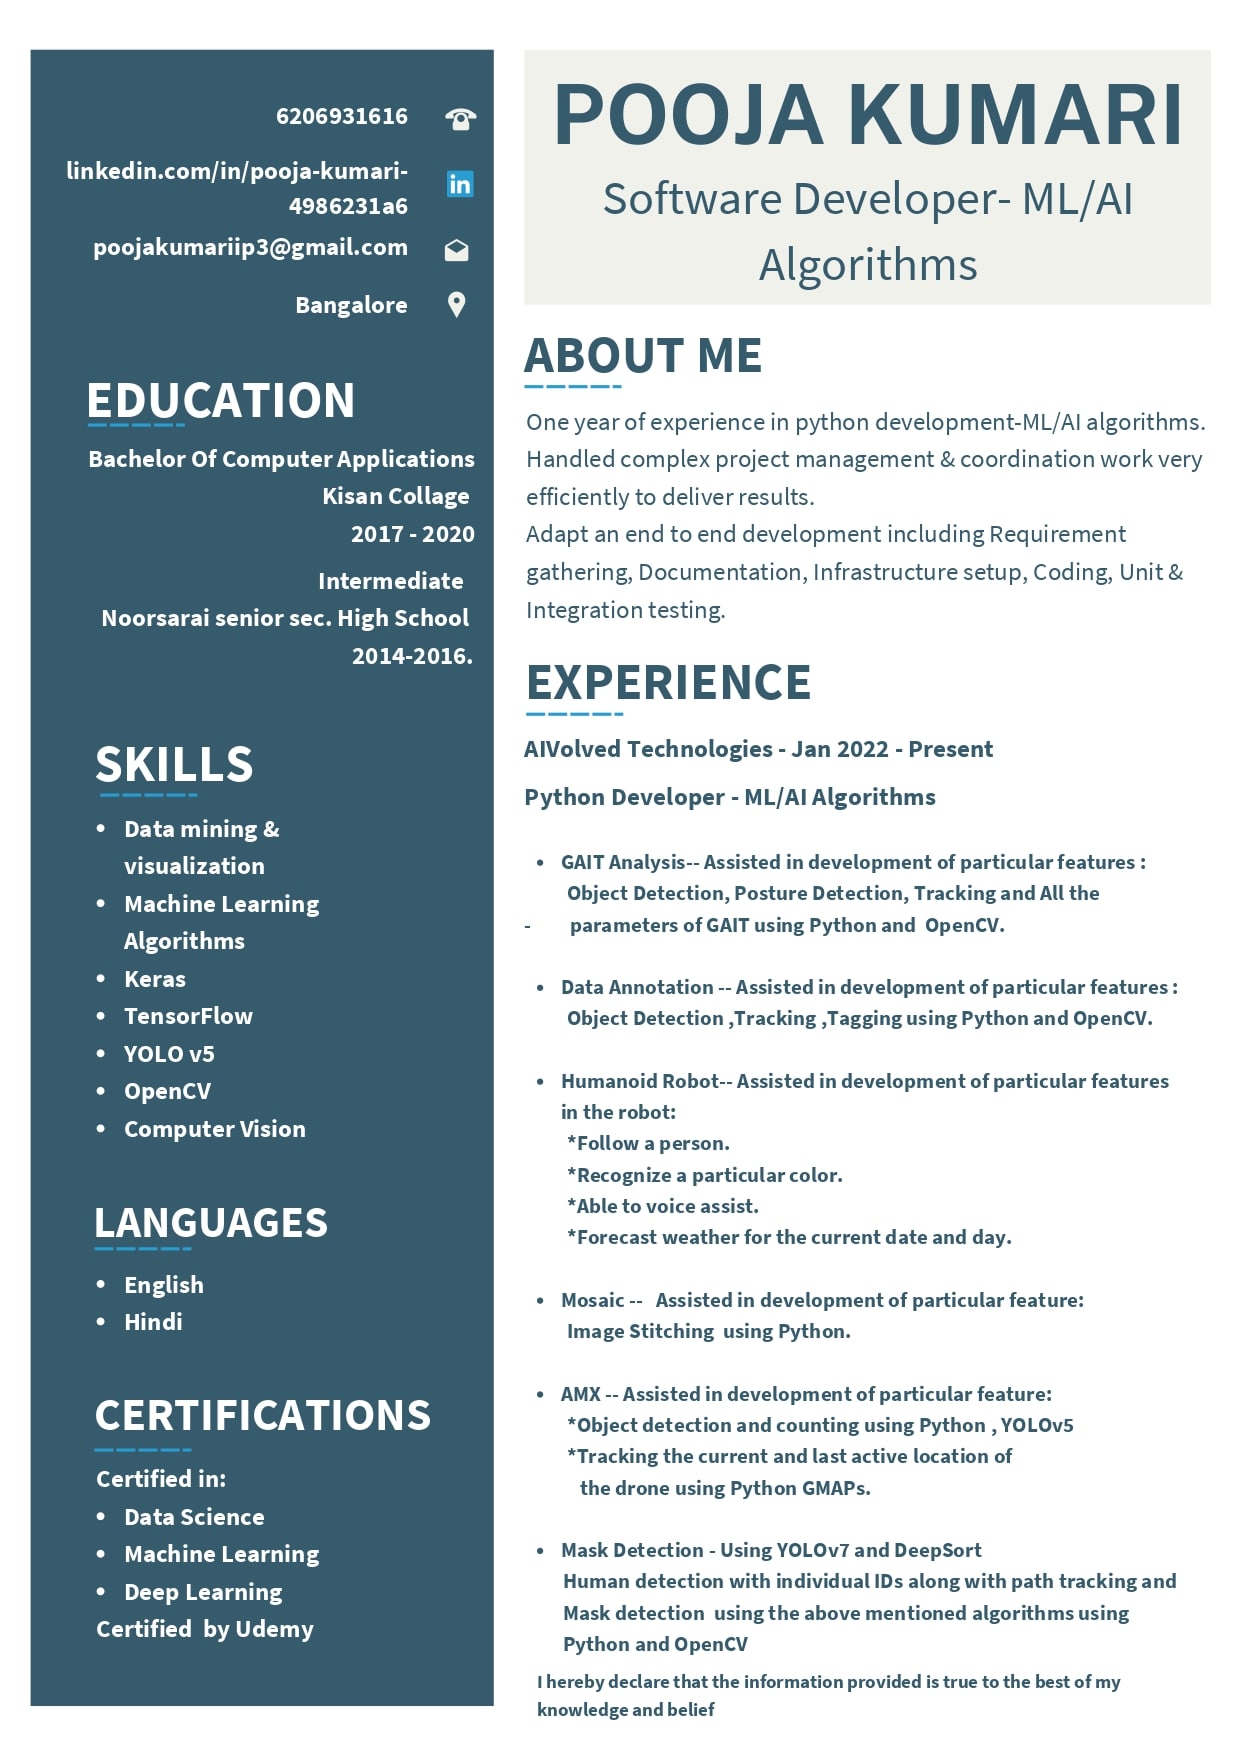 6206931616
linkedin.com/in/pooja-kumari-
4986231a6
poojakumariip3@gmail.com
Bangalore
EDUCATION
Bachelor Of Computer Applications
Kisan Collage
2017 - 2020
Intermediate
Noorsarai senior sec. High School
2014-2016.
SKILLS
• Data mining &
visualization
• Machine Learning
Algorithms
• Keras
• TensorFlow
• YOLO v5
• OpenCV
• Computer Vision
LANGUAGES
• English
• Hindi
CERTIFICATIONS
Certified in:
• Data Science
• Machine Learning
• Deep Learning
Certified by Udemy
POOJA KUMARI
Software Developer- ML/AI
Algorithms
ABOUT ME
One year of experience in python development-ML/AI algorithms.
Handled complex project management & coordination work very
efficiently to deliver results.
Adapt an end to end development including Requirement
gathering, Documentation, Infrastructure setup, Coding, Unit &
Integration testing.
EXPERIENCE
AIVolved Technologies - Jan 2022 - Present
Python Developer - ML/AI Algorithms
• GAIT Analysis-- Assisted in development of particular features :
Object Detection, Posture Detection, Tracking and All the
- parameters of GAIT using Python and OpenCV.
• Data Annotation -- Assisted in development of particular features :
Object Detection ,Tracking ,Tagging using Python and OpenCV.
• Humanoid Robot-- Assisted in development of particular features
in the robot:
*Follow a person.
*Recognize a particular color.
*Able to voice assist.
*Forecast weather for the current date and day.
• Mosaic -- Assisted in development of particular feature:
Image Stitching using Python.
• AMX -- Assisted in development of particular feature:
*Object detection and counting using Python , YOLOv5
*Tracking the current and last active location of
the drone using Python GMAPs.
• Mask Detection - Using YOLOv7 and DeepSort
Human detection with individual IDs along with path tracking and
Mask detection using the above mentioned algorithms using
Python and OpenCV
I hereby declare that the information provided is true to the best of my
knowledge and belief